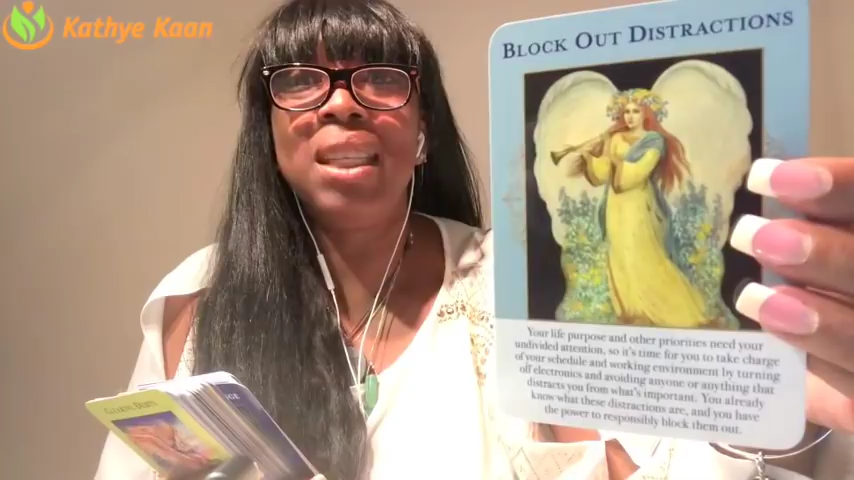 Kathye Kaan
BLOCK OUT DISTRACTIONS
Your life purpose and other priorities need your
undivided attention, so it's time for you to take charge
of your schedule and working environment by turning
off electronics and avoiding anyone or anything that
distracts you from what's important. You already
know what these distractions are, and you have
the power to responsibly block them out.